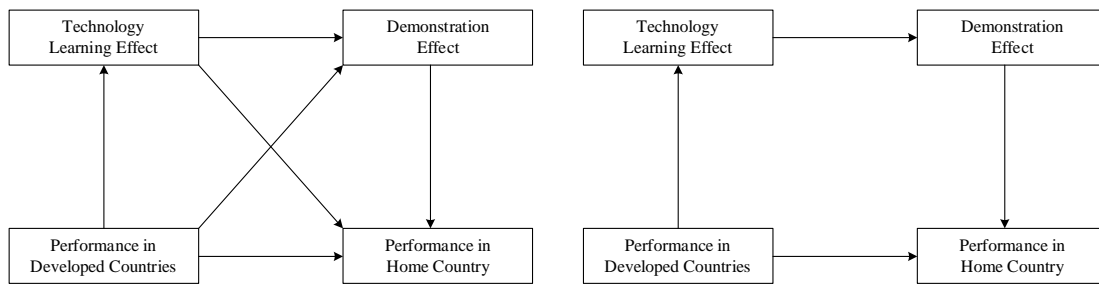 Technology
Learning Effect
Demonstration
Effect
Performance in
Developed Countries
Performance in
Home Country
Technology
Learning Effect
Demonstration
Effect
Performance in
Developed Countries
Performance in
Home Country